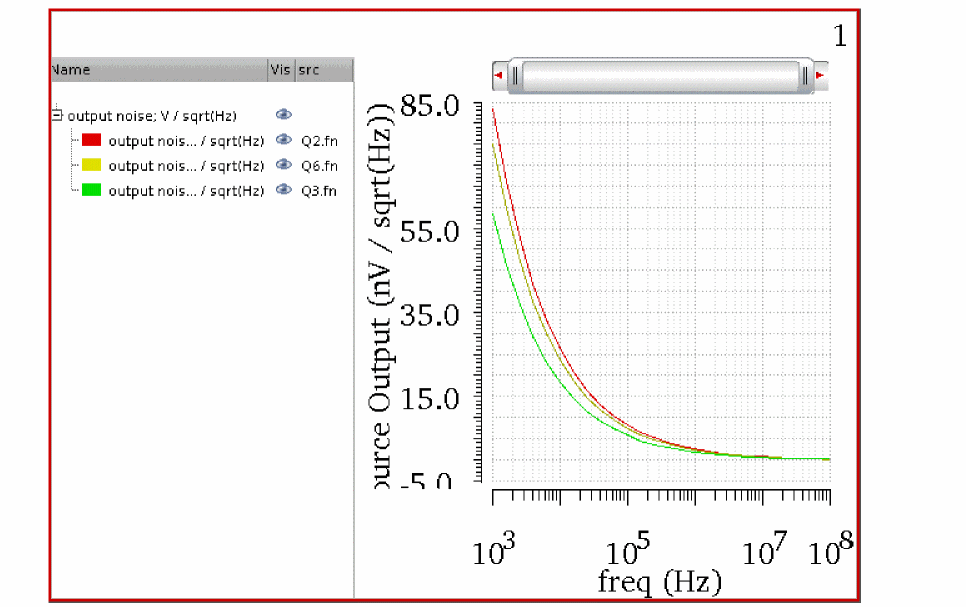 1
Name Vis src
output noise; V / sqrt(Hz)
output nois... / sqrt(Hz) Q2.fn
output nois... / sqrt(Hz) Q6.fn
output nois... / sqrt(Hz) Q3.fn
ource Output (nV / sqrt(Hz))
85.0
55.0
35.0
15.0
-5.0
10^3 10^5 10^7 10^8
freq (Hz)